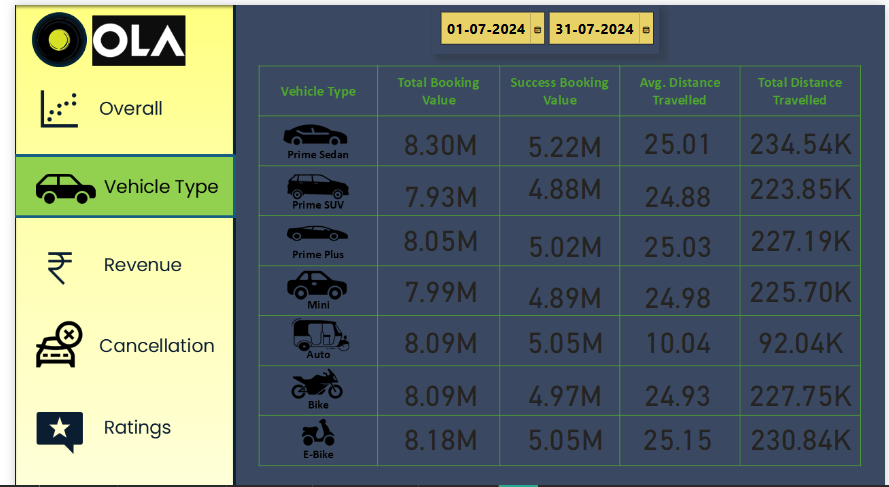 OLA
01-07-2024 31-07-2024
Overall
Vehicle Type
Revenue
Cancellation
Ratings
Vehicle Type Total Booking Value Success Booking Value Avg. Distance Travelled Total Distance Travelled
Prime Sedan 8.30M 5.22M 25.01 234.54K
Prime SUV 7.93M 4.88M 24.88 223.85K
Prime Plus 8.05M 5.02M 25.03 227.19K
Mini 7.99M 4.89M 24.98 225.70K
Auto 8.09M 5.05M 10.04 92.04K
Bike 8.09M 4.97M 24.93 227.75K
E-Bike 8.18M 5.05M 25.15 230.84K